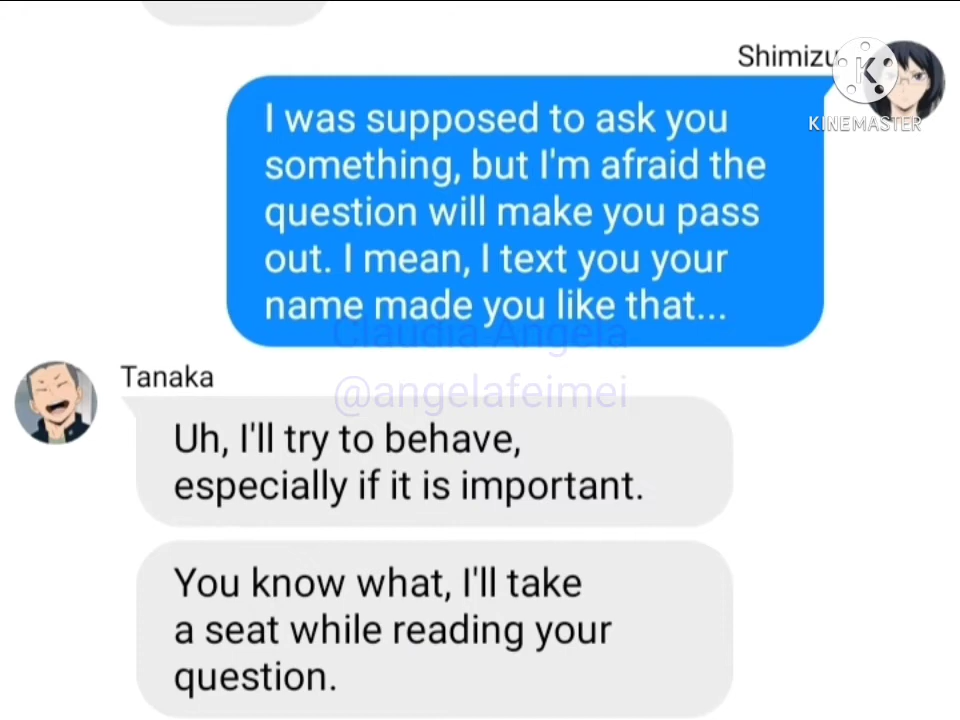 Shimizu
K
KINEMASTER
I was supposed to ask you
something, but I'm afraid the
question will make you pass
out. I mean, I text you your
name made you like that...
Claudia Angela
@angelafeimei
Tanaka
Uh, I'll try to behave,
especially if it is important.
You know what, I'll take
a seat while reading your
question.